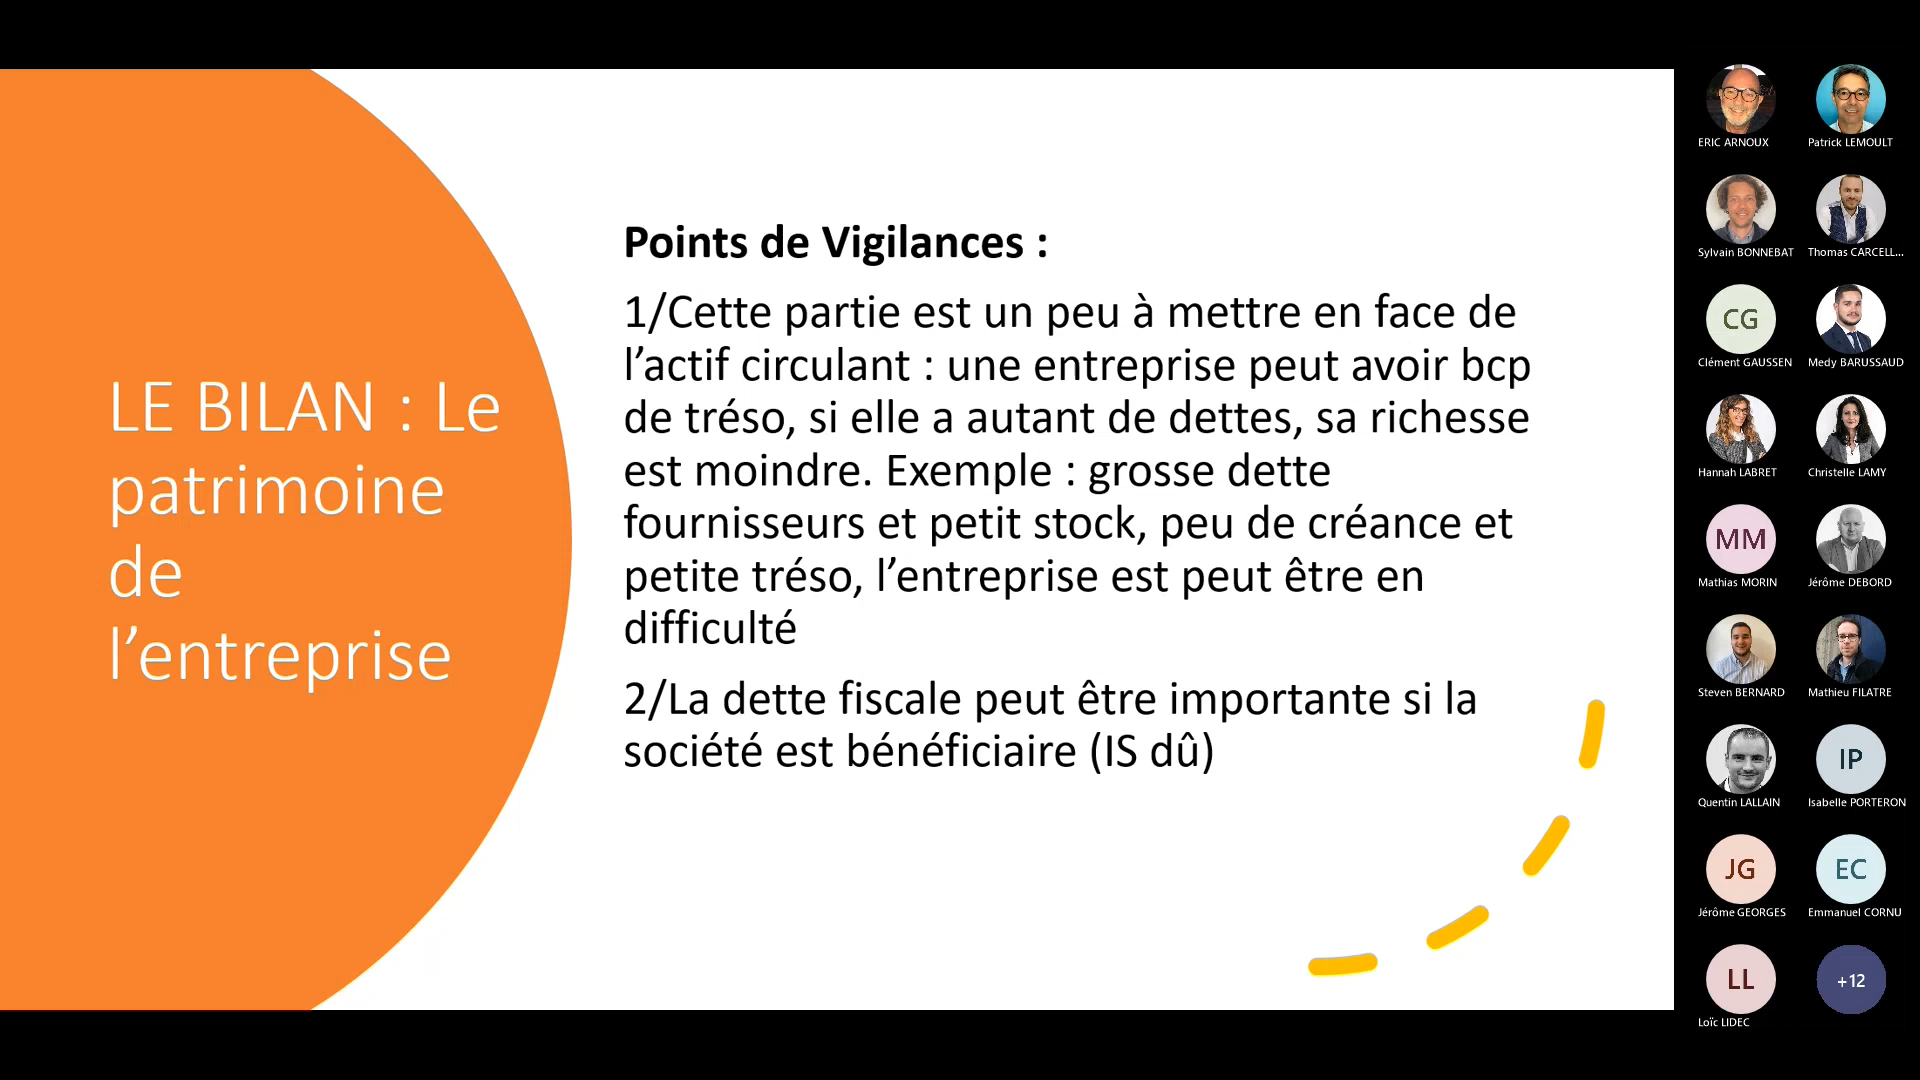 LE BILAN : Le
patrimoine
de
l’entreprise
Points de Vigilances :
1/Cette partie est un peu à mettre en face de
l’actif circulant : une entreprise peut avoir bcp
de tréso, si elle a autant de dettes, sa richesse
est moindre. Exemple : grosse dette
fournisseurs et petit stock, peu de créance et
petite tréso, l’entreprise est peut être en
difficulté
2/La dette fiscale peut être importante si la
société est bénéficiaire (IS dû)
ERIC ARNOUX
Patrick LEMOULT
Sylvain BONNEBAT
Thomas CARCELL...
CG
Clément GAUSSEN
Medy BARUSSAUD
Hannah LABRET
Christelle LAMY
MM
Mathias MORIN
Jérôme DEBORD
Steven BERNARD
Mathieu FILATRE
Quentin LALLAIN
IP
Isabelle PORTERON
JG
Jérôme GEORGES
EC
Emmanuel CORNU
LL
Loïc LIDEC
+12